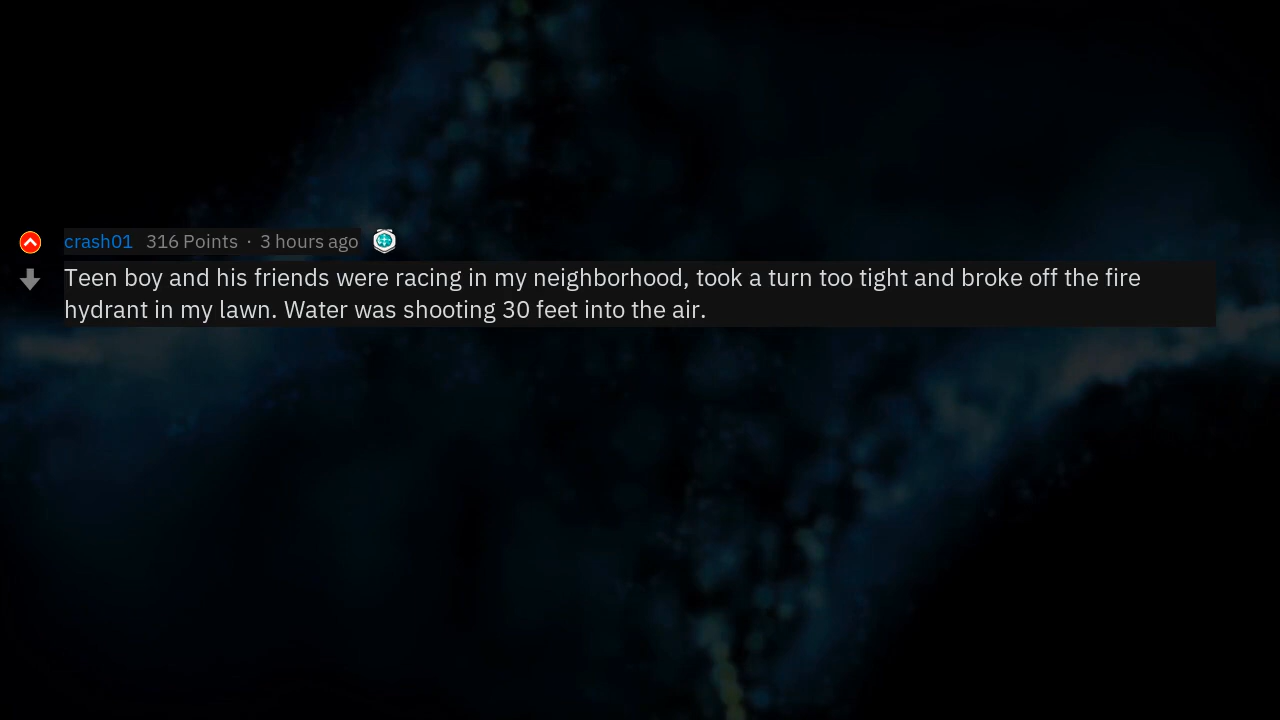 crash01 316 Points · 3 hours ago
Teen boy and his friends were racing in my neighborhood, took a turn too tight and broke off the fire
hydrant in my lawn. Water was shooting 30 feet into the air.